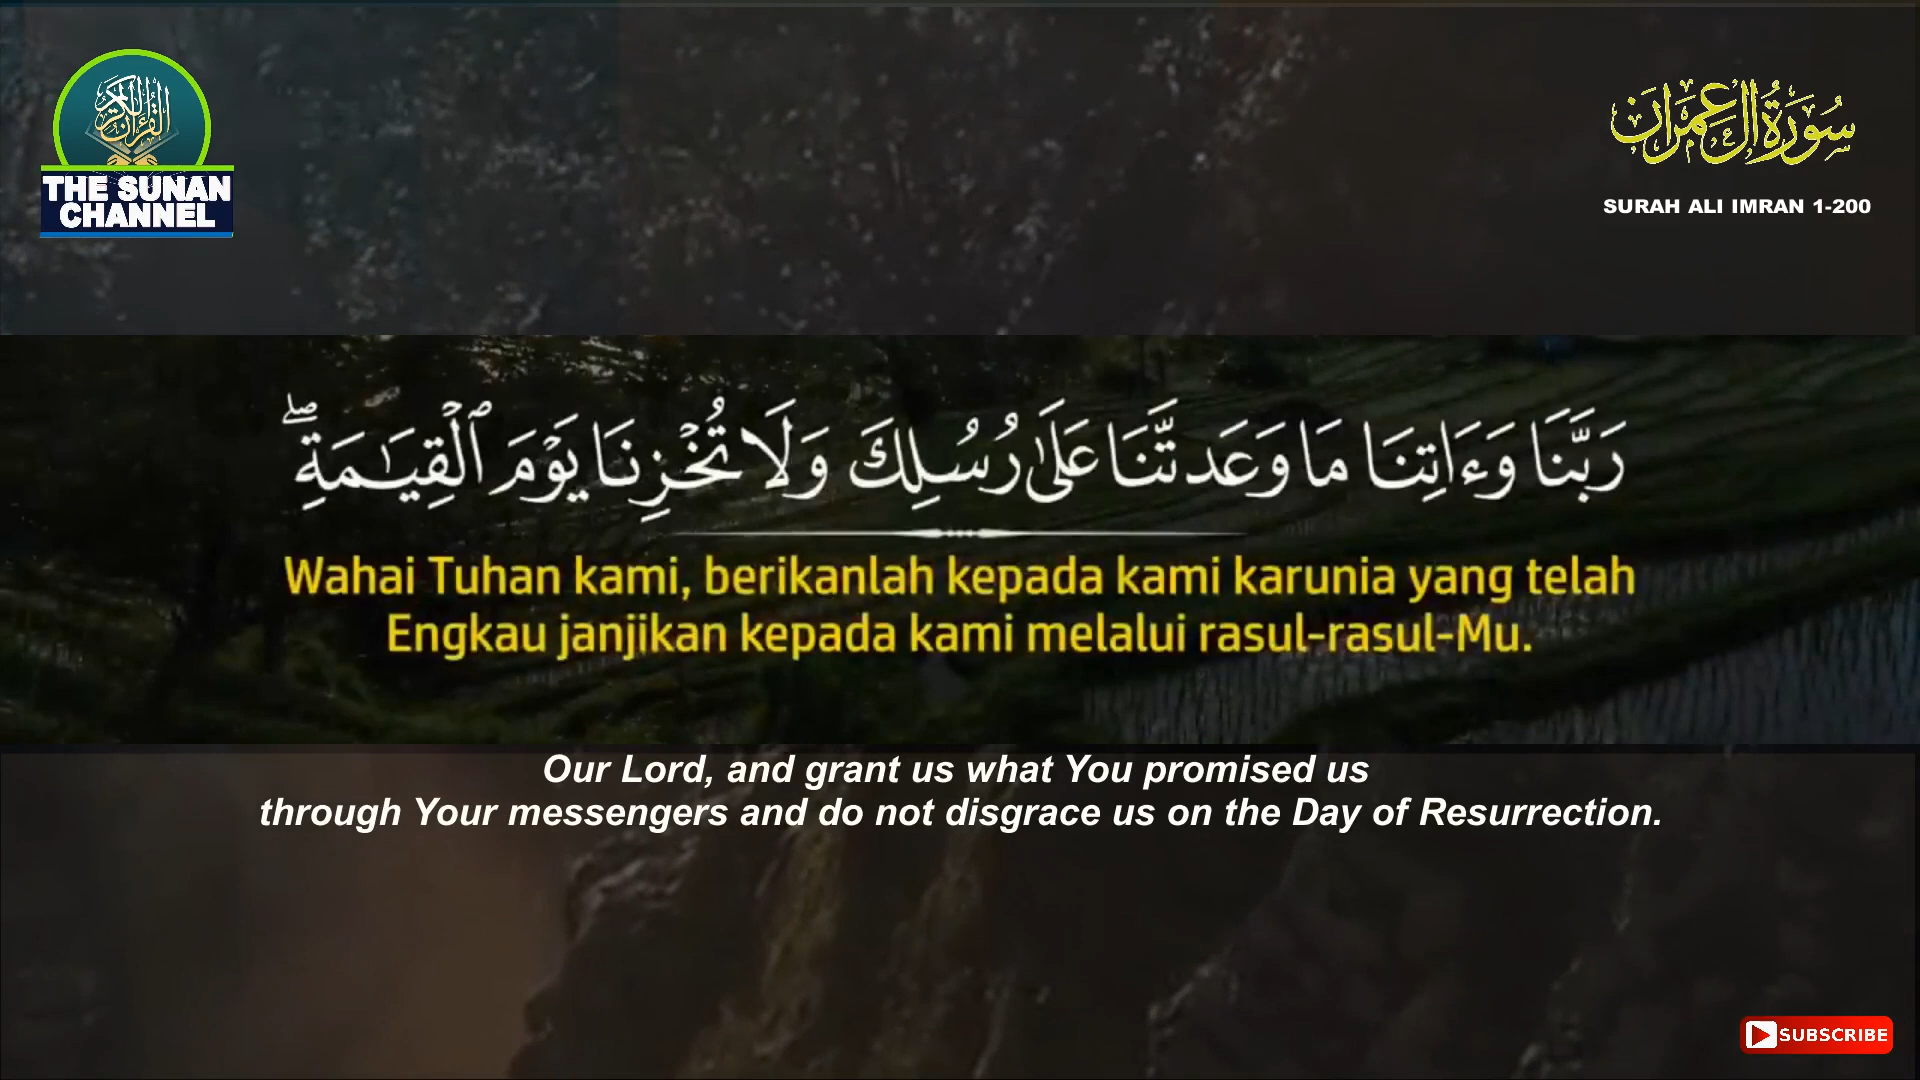 القرآن الكريم
THE SUNAN
CHANNEL
سُورَةُ آلِ عِمْرَان
SURAH ALI IMRAN 1-200
رَبَّنَا وَءَاتِنَا مَا وَعَدتَّنَا عَلَىٰ رُسُلِكَ وَلَا تُخْزِنَا يَوْمَ ٱلْقِيَـٰمَةِ ۖ
Wahai Tuhan kami, berikanlah kepada kami karunia yang telah
Engkau janjikan kepada kami melalui rasul-rasul-Mu.
Our Lord, and grant us what You promised us
through Your messengers and do not disgrace us on the Day of Resurrection.
SUBSCRIBE